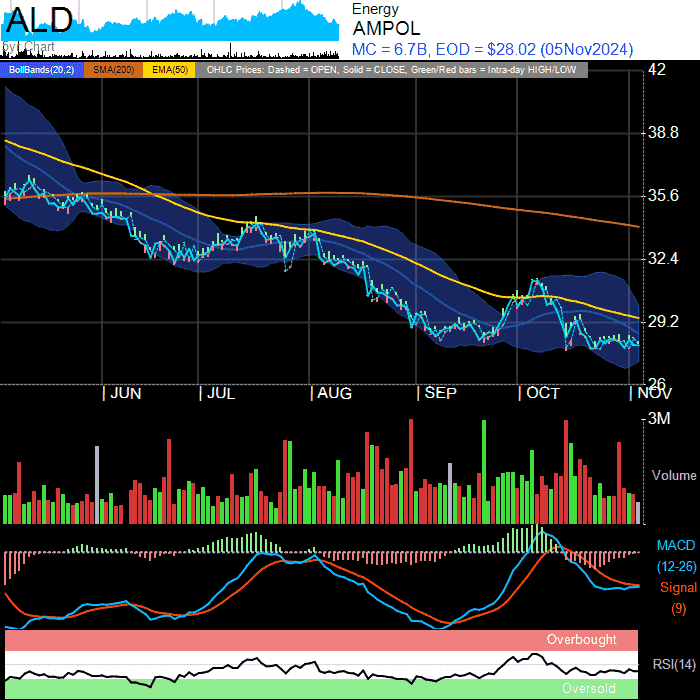 ALD
5yr Chart
Energy
AMPOL
MC = 6.7B, EOD = $28.02 (05Nov2024)
BollBands(20,2) SMA(200) EMA(50) OHLC Prices: Dashed = OPEN, Solid = CLOSE, Green/Red bars = Intra-day HIGH/LOW
42
38.8
35.6
32.4
29.2
26
JUN JUL AUG SEP OCT NOV
3M
Volume
MACD
(12-26)
Signal
(9)
Overbought
RSI(14)
Oversold